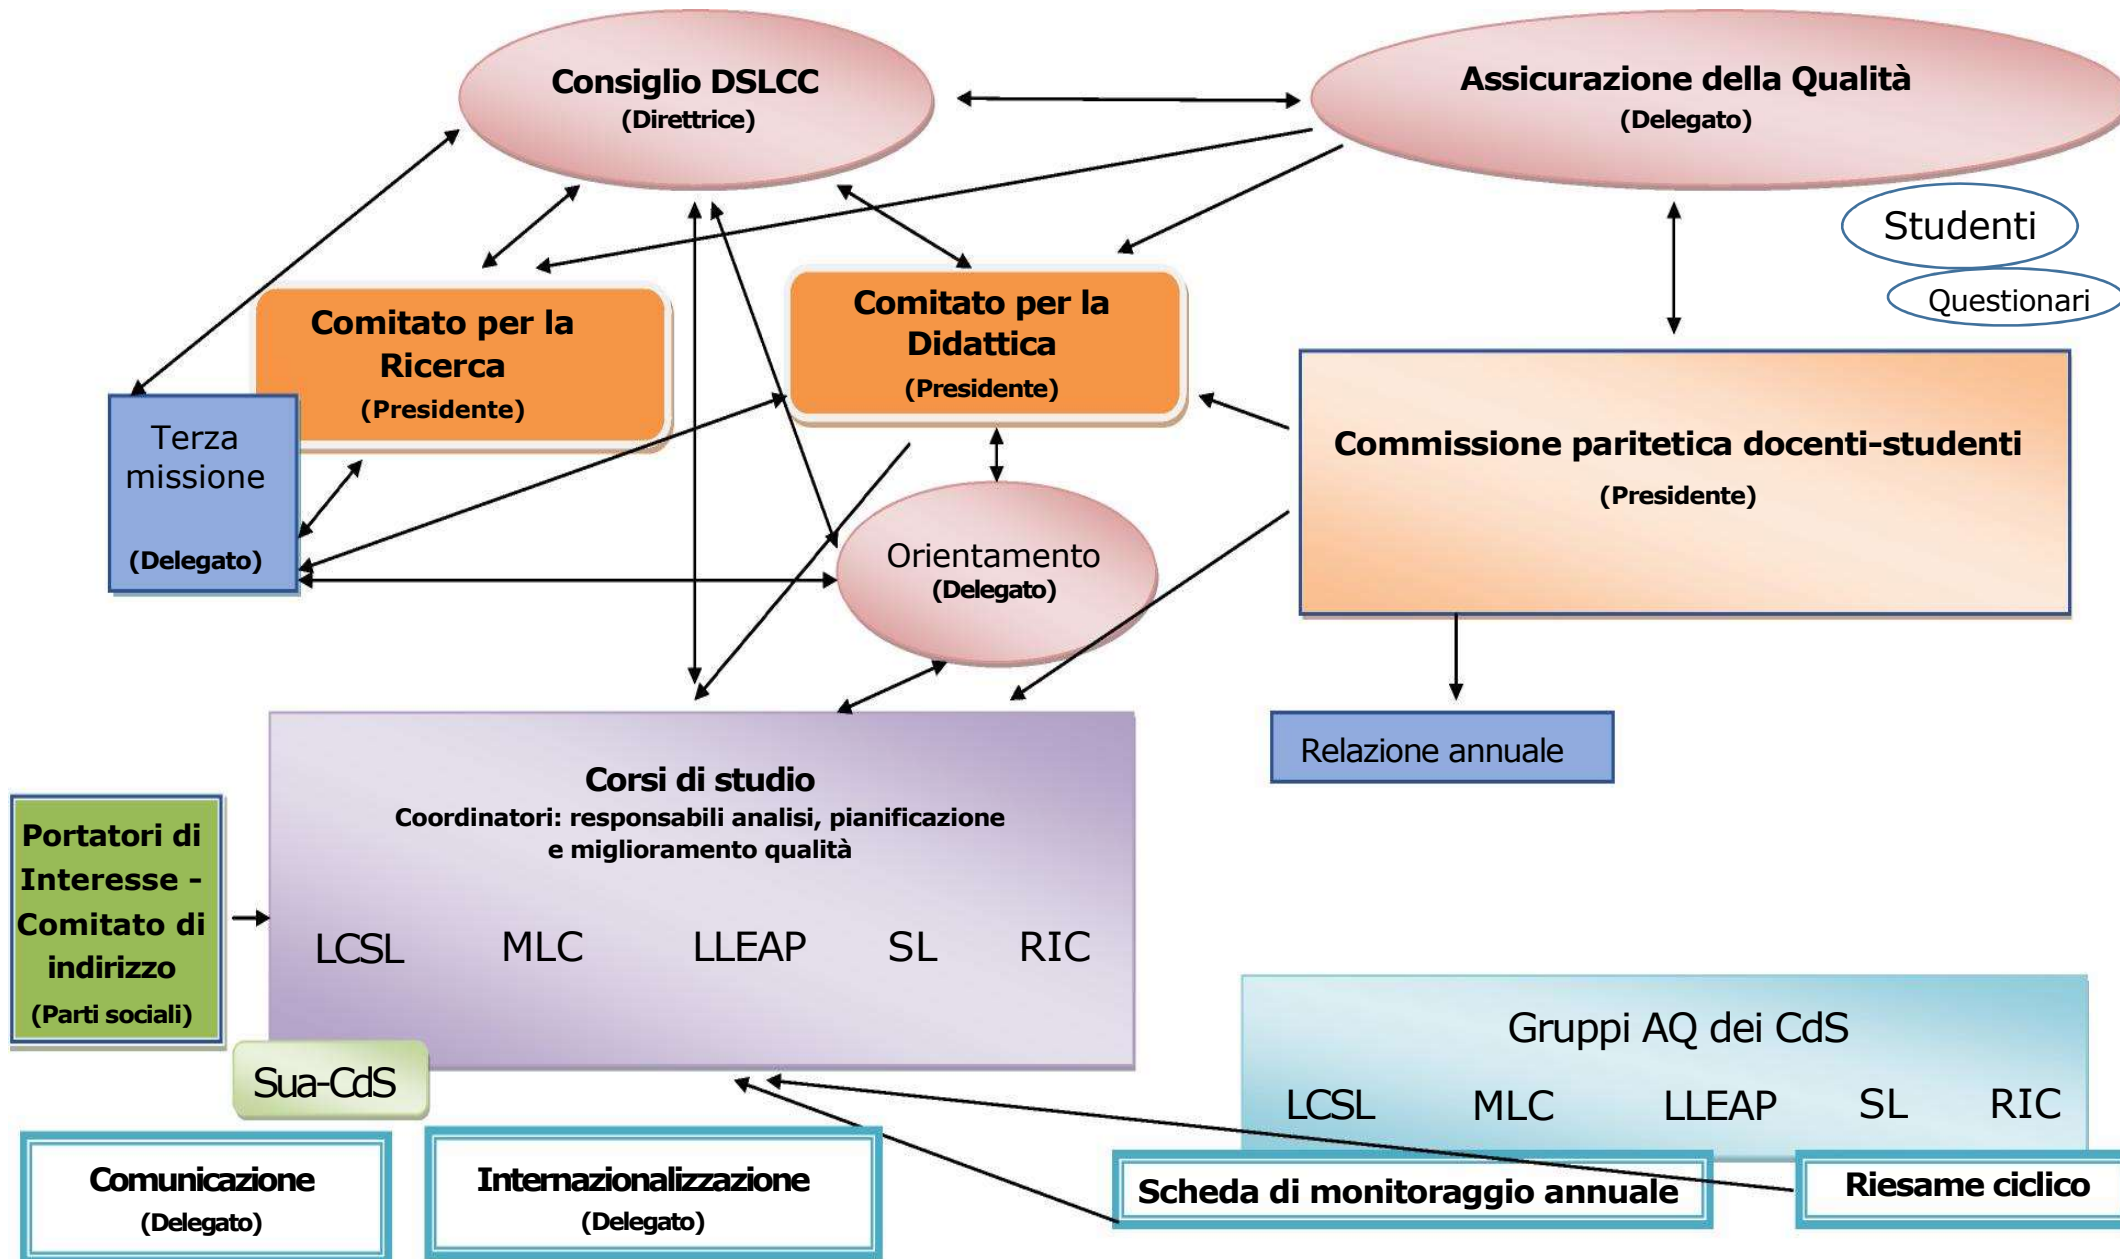 Consiglio DSLCC
(Direttrice)
Assicurazione della Qualità
(Delegato)
Studenti
Questionari
Comitato per la
Ricerca
(Presidente)
Comitato per la
Didattica
(Presidente)
Terza
missione
(Delegato)
Commissione paritetica docenti-studenti
(Presidente)
Orientamento
(Delegato)
Relazione annuale
Corsi di studio
Coordinatori: responsabili analisi, pianificazione
e miglioramento qualità
LCSL MLC LLEAP SL RIC
Portatori di
Interesse -
Comitato di
indirizzo
(Parti sociali)
Sua-CdS
Gruppi AQ dei CdS
LCSL MLC LLEAP SL RIC
Comunicazione
(Delegato)
Internazionalizzazione
(Delegato)
Scheda di monitoraggio annuale
Riesame ciclico